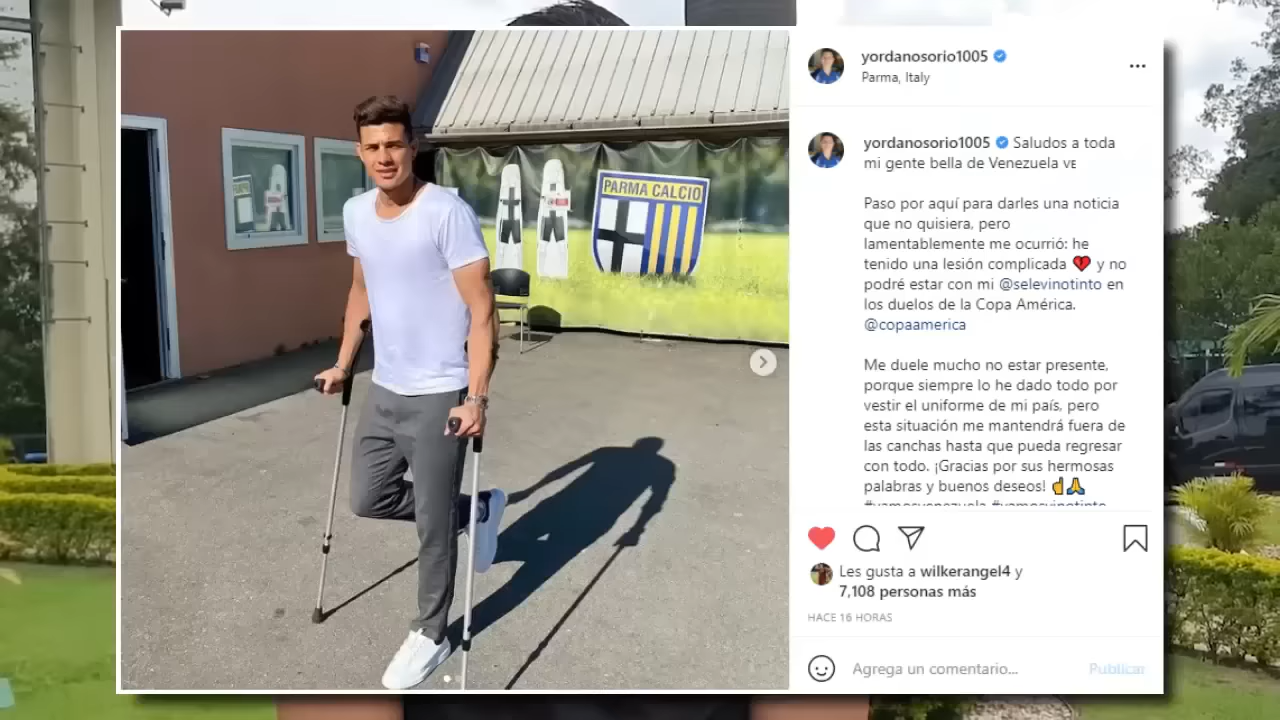 yordanosorio1005
Parma, Italy
yordanosorio1005 Saludos a toda
mi gente bella de Venezuela VE
Paso por aquí para darles una noticia
que no quisiera, pero
lamentablemente me ocurrió: he
tenido una lesión complicada 💔 y no
podré estar con mi @selevinotinto en
los duelos de la Copa América.
@copaamerica
Me duele mucho no estar presente,
porque siempre lo he dado todo por
vestir el uniforme de mi país, pero
esta situación me mantendrá fuera de
las canchas hasta que pueda regresar
con todo. ¡Gracias por sus hermosas
palabras y buenos deseos! ☝️🙏
#vamosvenezuela #vamosvinotinto
Les gusta a wilkerangel4 y
7,108 personas más
HACE 16 HORAS
Agrega un comentario...
Publicar
PARMA CALCIO